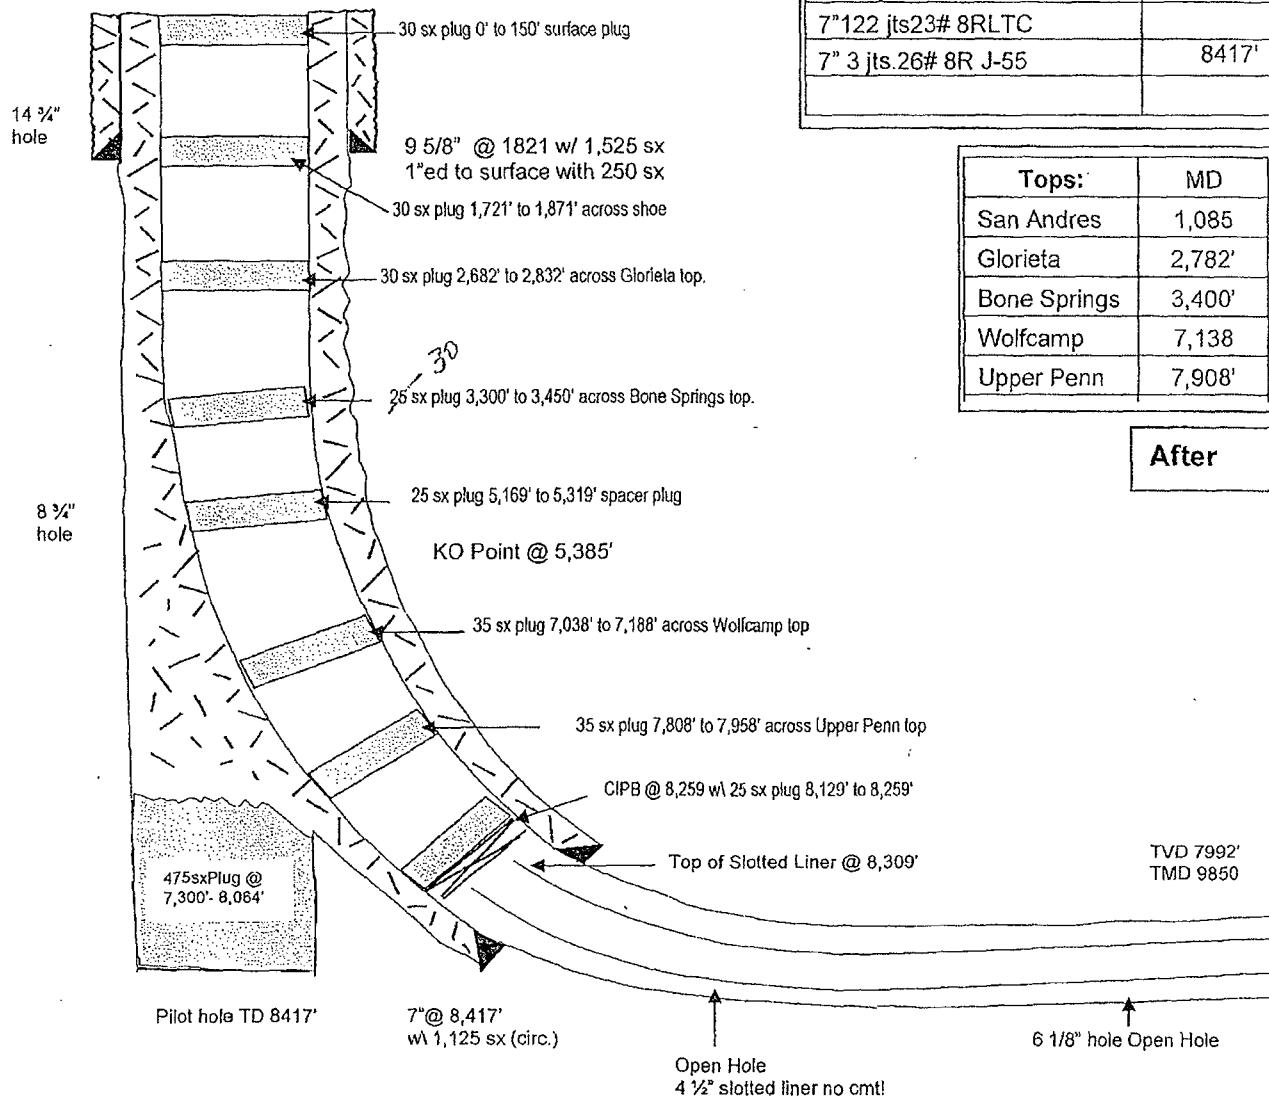 30 sx plug 0' to 150' surface plug
7"122 jts23# 8RLTC
7" 3 jts.26# 8R J-55 8417'
14 ¾"
hole
9 5/8" @ 1821 w/ 1,525 sx
1"ed to surface with 250 sx
30 sx plug 1,721' to 1,871' across shoe
Tops: MD
San Andres 1,085
Glorieta 2,782'
Bone Springs 3,400'
Wolfcamp 7,138
Upper Penn 7,908'
30 sx plug 2,682' to 2,832' across Glorieta top.
30
25 sx plug 3,300' to 3,450' across Bone Springs top.
After
25 sx plug 5,169' to 5,319' spacer plug
8 ¾"
hole
KO Point @ 5,385'
35 sx plug 7,038' to 7,188' across Wolfcamp top
35 sx plug 7,808' to 7,958' across Upper Penn top
CIPB @ 8,259 w\ 25 sx plug 8,129' to 8,259'
Top of Slotted Liner @ 8,309'
TVD 7992'
TMD 9850
475sxPlug @
7,300'- 8,064'
Pilot hole TD 8417'
7"@ 8,417'
w\ 1,125 sx (circ.)
6 1/8" hole Open Hole
Open Hole
4 ½" slotted liner no cmt!